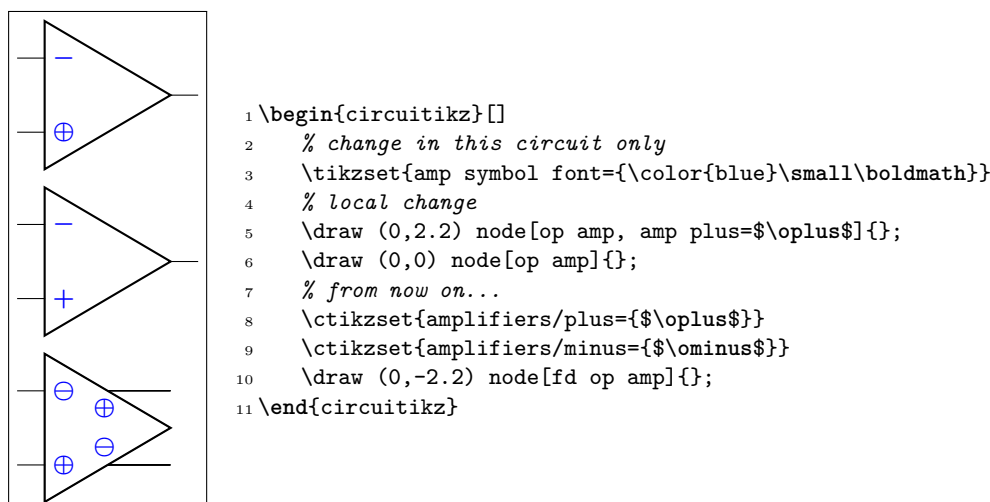 −
⊕
−
+
⊖
⊕
⊖
⊕
1 \begin{circuitikz}[]
2     % change in this circuit only
3     \tikzset{amp symbol font={\color{blue}\small\boldmath}}
4     % local change
5     \draw (0,2.2) node[op amp, amp plus=$\oplus$]{};
6     \draw (0,0) node[op amp]{};
7     % from now on...
8     \ctikzset{amplifiers/plus={$\oplus$}}
9     \ctikzset{amplifiers/minus={$\ominus$}}
10     \draw (0,-2.2) node[fd op amp]{};
11 \end{circuitikz}